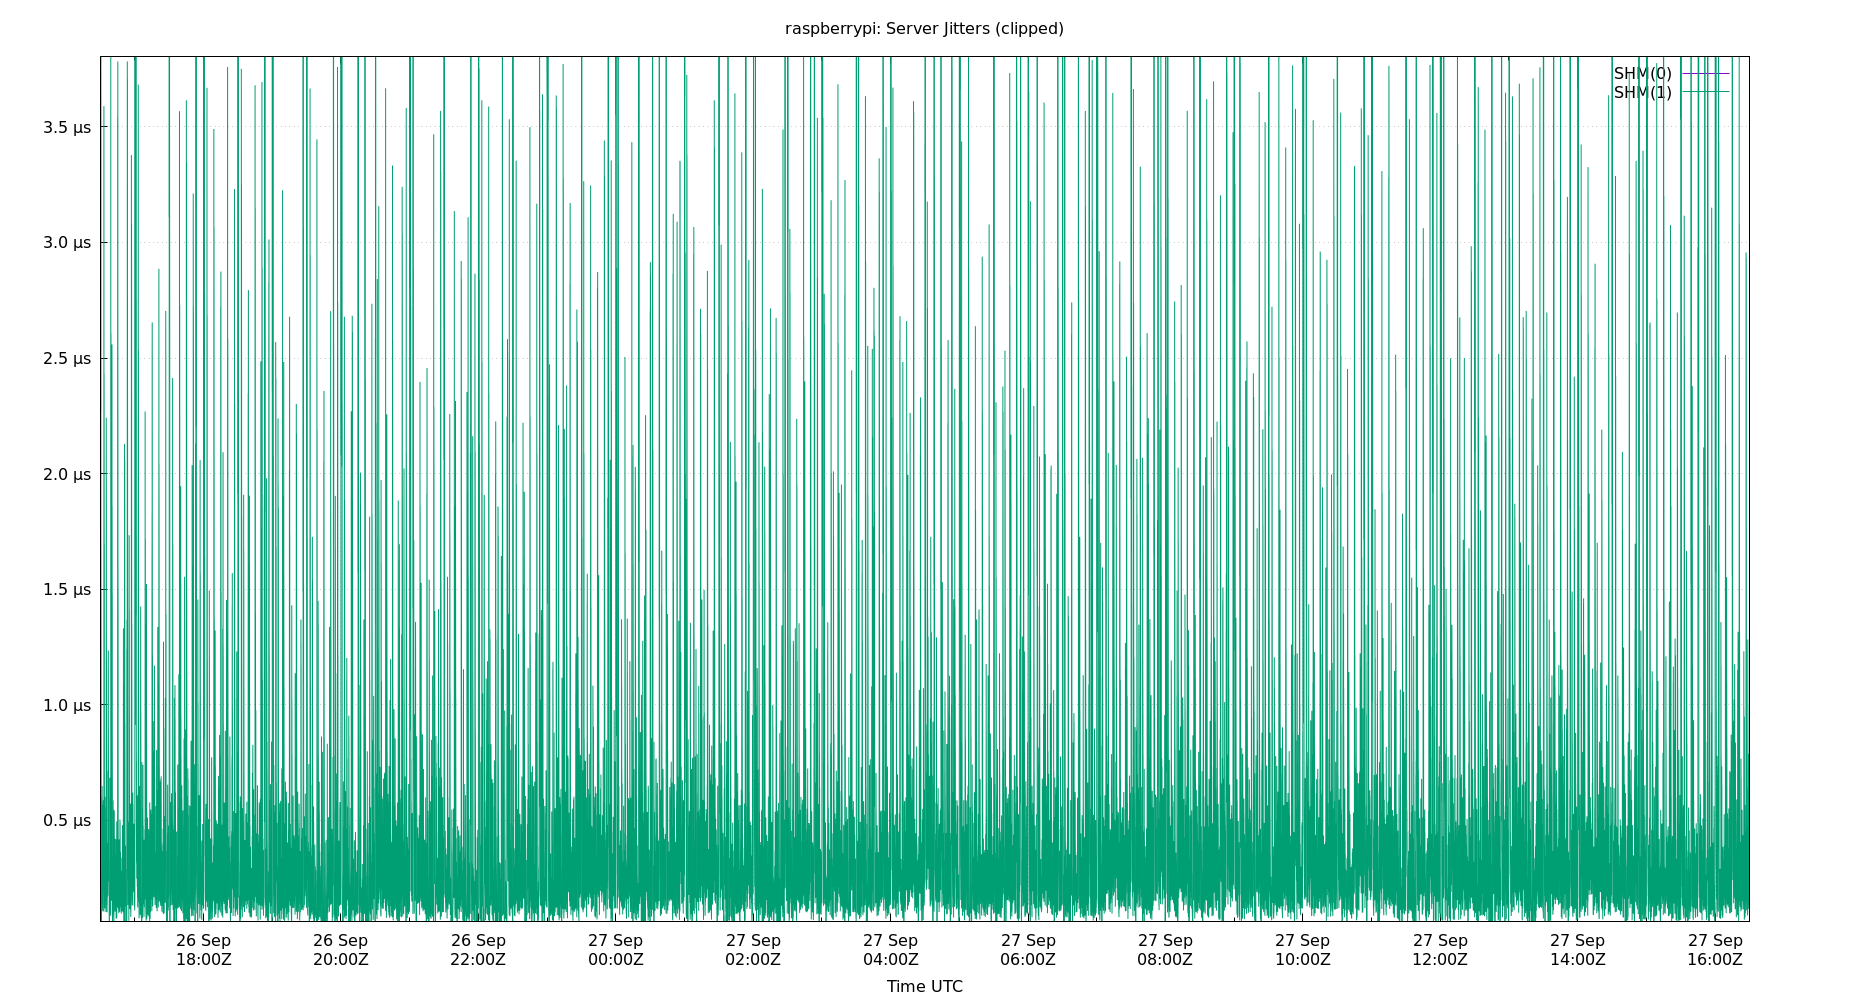 raspberrypi: Server Jitters (clipped)
SHM(0)
SHM(1)
3.5 µs
3.0 µs
2.5 µs
2.0 µs
1.5 µs
1.0 µs
0.5 µs
26 Sep 26 Sep 26 Sep 27 Sep 27 Sep 27 Sep 27 Sep 27 Sep 27 Sep 27 Sep 27 Sep 27 Sep
18:00Z 20:00Z 22:00Z 00:00Z 02:00Z 04:00Z 06:00Z 08:00Z 10:00Z 12:00Z 14:00Z 16:00Z
Time UTC